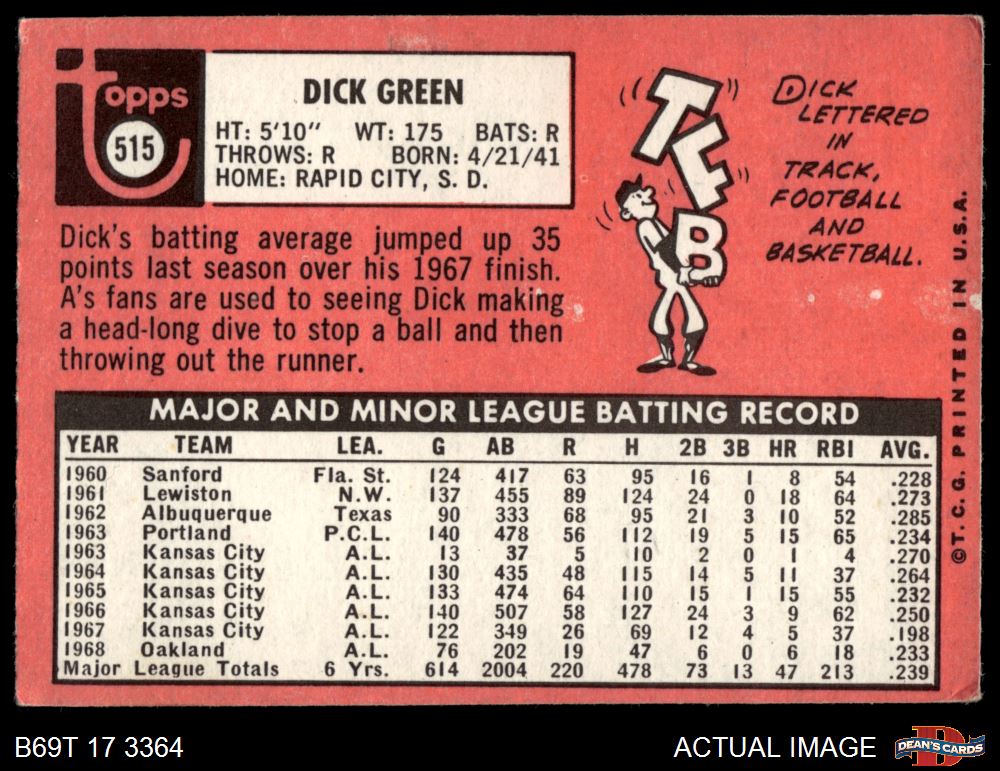 Topps
515
DICK GREEN
HT: 5'10" WT: 175 BATS: R
THROWS: R BORN: 4/21/41
HOME: RAPID CITY, S. D.
Dick's batting average jumped up 35
points last season over his 1967 finish.
A's fans are used to seeing Dick making
a head-long dive to stop a ball and then
throwing out the runner.
T
F
B
DICK
LETTERED
IN
TRACK,
FOOTBALL
AND
BASKETBALL.
©T. C. G. PRINTED IN U.S.A.
MAJOR AND MINOR LEAGUE BATTING RECORD
YEAR TEAM LEA. G AB R H 2B 3B HR RBI AVG.
1960 Sanford Fla. St. 124 417 63 95 16 1 8 54 .228
1961 Lewiston N.W. 137 455 89 124 24 0 18 64 .273
1962 Albuquerque Texas 90 333 68 95 21 3 10 52 .285
1963 Portland P.C.L. 140 478 56 112 19 5 15 65 .234
1963 Kansas City A.L. 13 37 5 10 2 0 1 4 .270
1964 Kansas City A.L. 130 435 48 115 14 5 11 37 .264
1965 Kansas City A.L. 133 474 64 110 15 1 15 55 .232
1966 Kansas City A.L. 140 507 58 127 24 3 9 62 .250
1967 Kansas City A.L. 122 349 26 69 12 4 5 37 .198
1968 Oakland A.L. 76 202 19 47 6 0 6 18 .233
Major League Totals 6 Yrs. 614 2004 220 478 73 13 47 213 .239
B69T 17 3364
ACTUAL IMAGE
D
DEAN'S CARDS